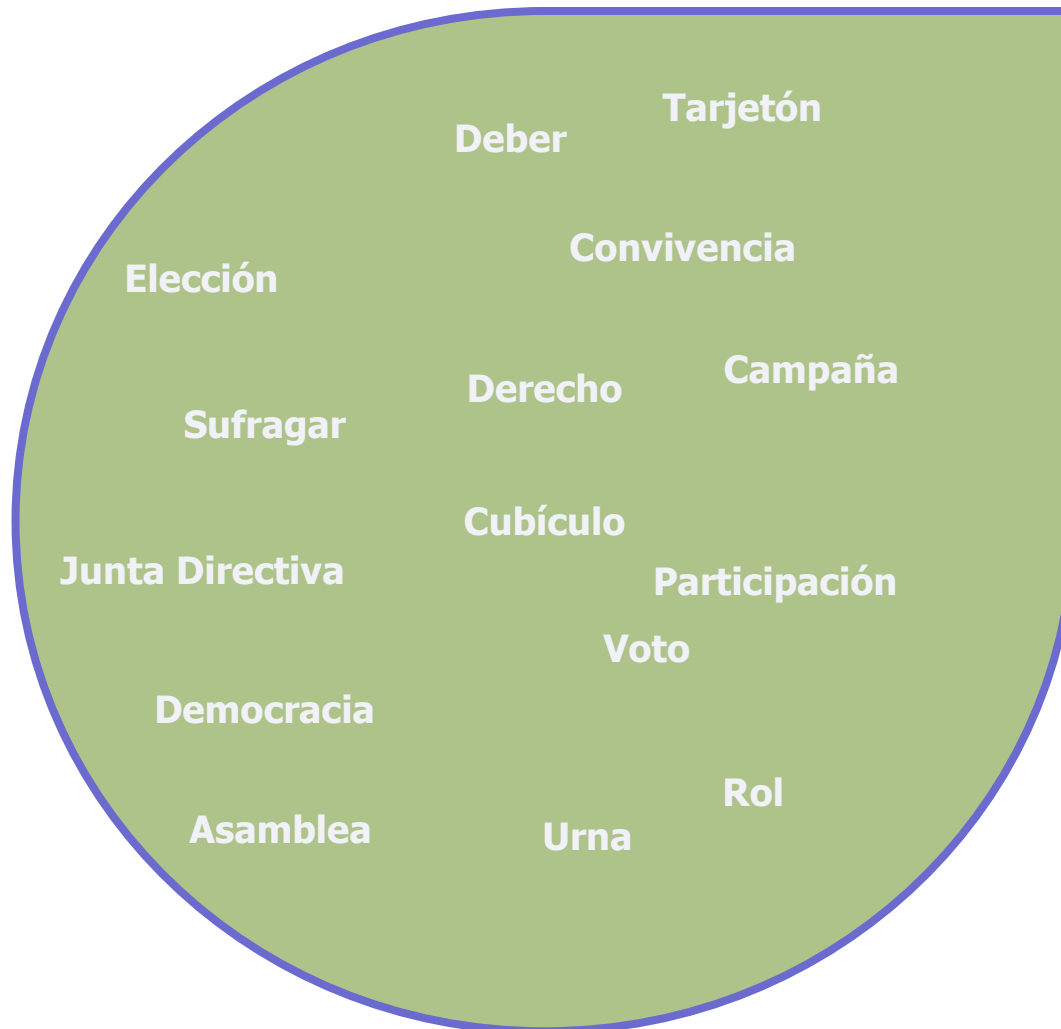 Tarjetón
Deber
Convivencia
Elección
Campaña
Derecho
Sufragar
Cubículo
Junta Directiva
Participación
Voto
Democracia
Rol
Asamblea
Urna